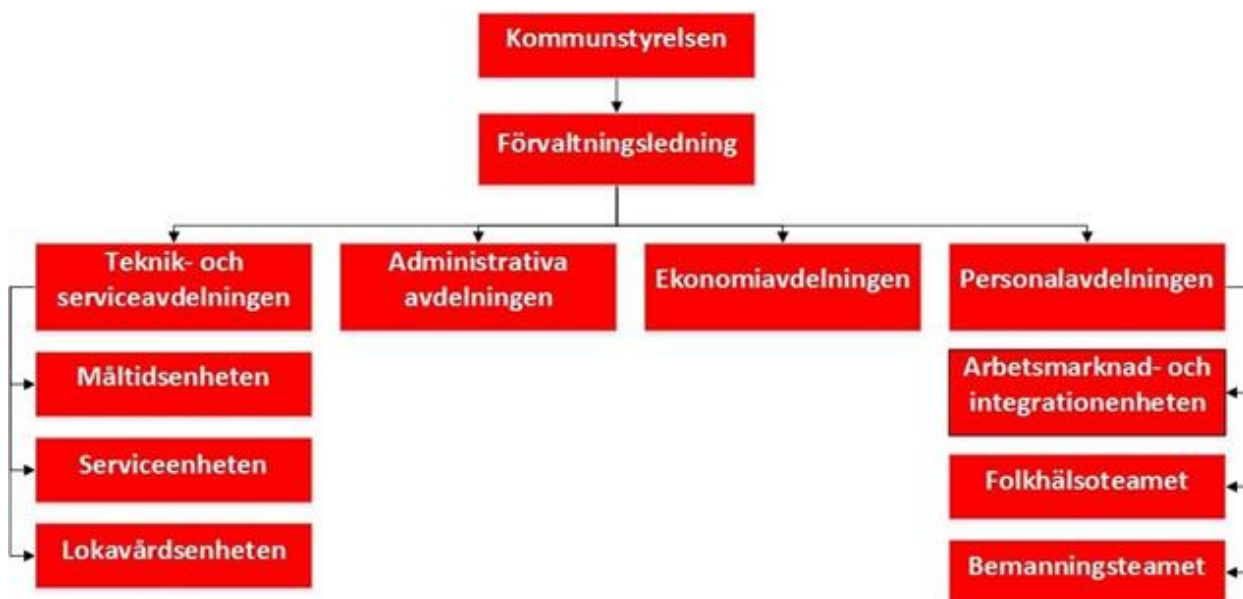 Kommunstyrelsen
Förvaltningsledning
Teknik- och
serviceavdelningen
Administrativa
avdelningen
Ekonomiavdelningen
Personalavdelningen
Måltidsenheten
Serviceenheten
Lokavårdsenheten
Arbetsmarknad- och
integrationenheten
Folkhälsoteamet
Bemanningsteamet